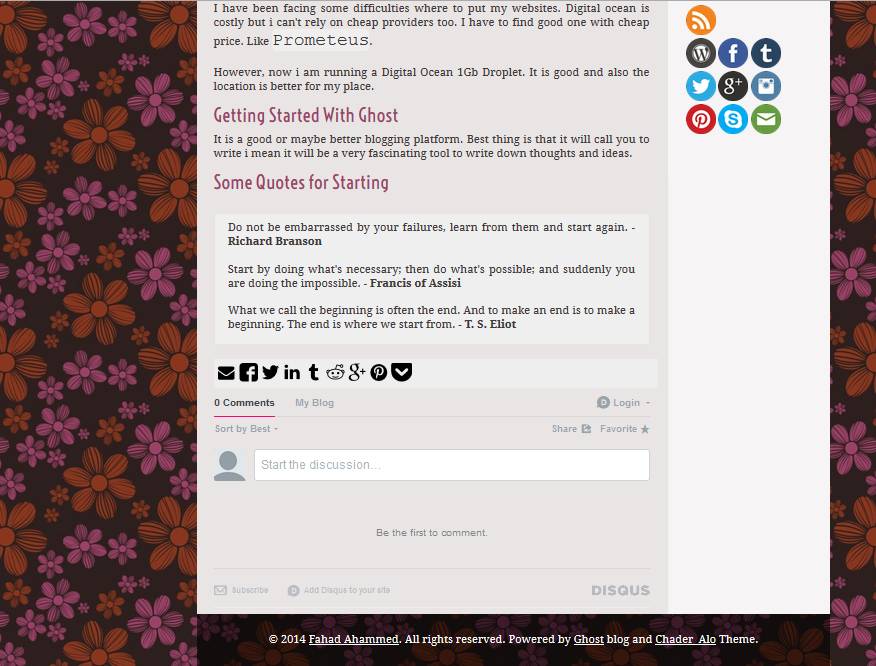 I have been facing some difficulties where to put my websites. Digital ocean is
costly but i can't rely on cheap providers too. I have to find good one with cheap
price. Like Prometeus.
However, now i am running a Digital Ocean 1Gb Droplet. It is good and also the
location is better for my place.
Getting Started With Ghost
It is a good or maybe better blogging platform. Best thing is that it will call you to
write i mean it will be a very fascinating tool to write down thoughts and ideas.
Some Quotes for Starting
Do not be embarrassed by your failures, learn from them and start again. -
Richard Branson
Start by doing what's necessary; then do what's possible; and suddenly you
are doing the impossible. - Francis of Assisi
What we call the beginning is often the end. And to make an end is to make a
beginning. The end is where we start from. - T. S. Eliot
0 Comments My Blog Login
Sort by Best Share Favorite
Start the discussion...
Be the first to comment.
Subscribe Add Disqus to your site DISQUS
© 2014 Fahad Ahammed. All rights reserved. Powered by Ghost blog and Chader_Alo Theme.